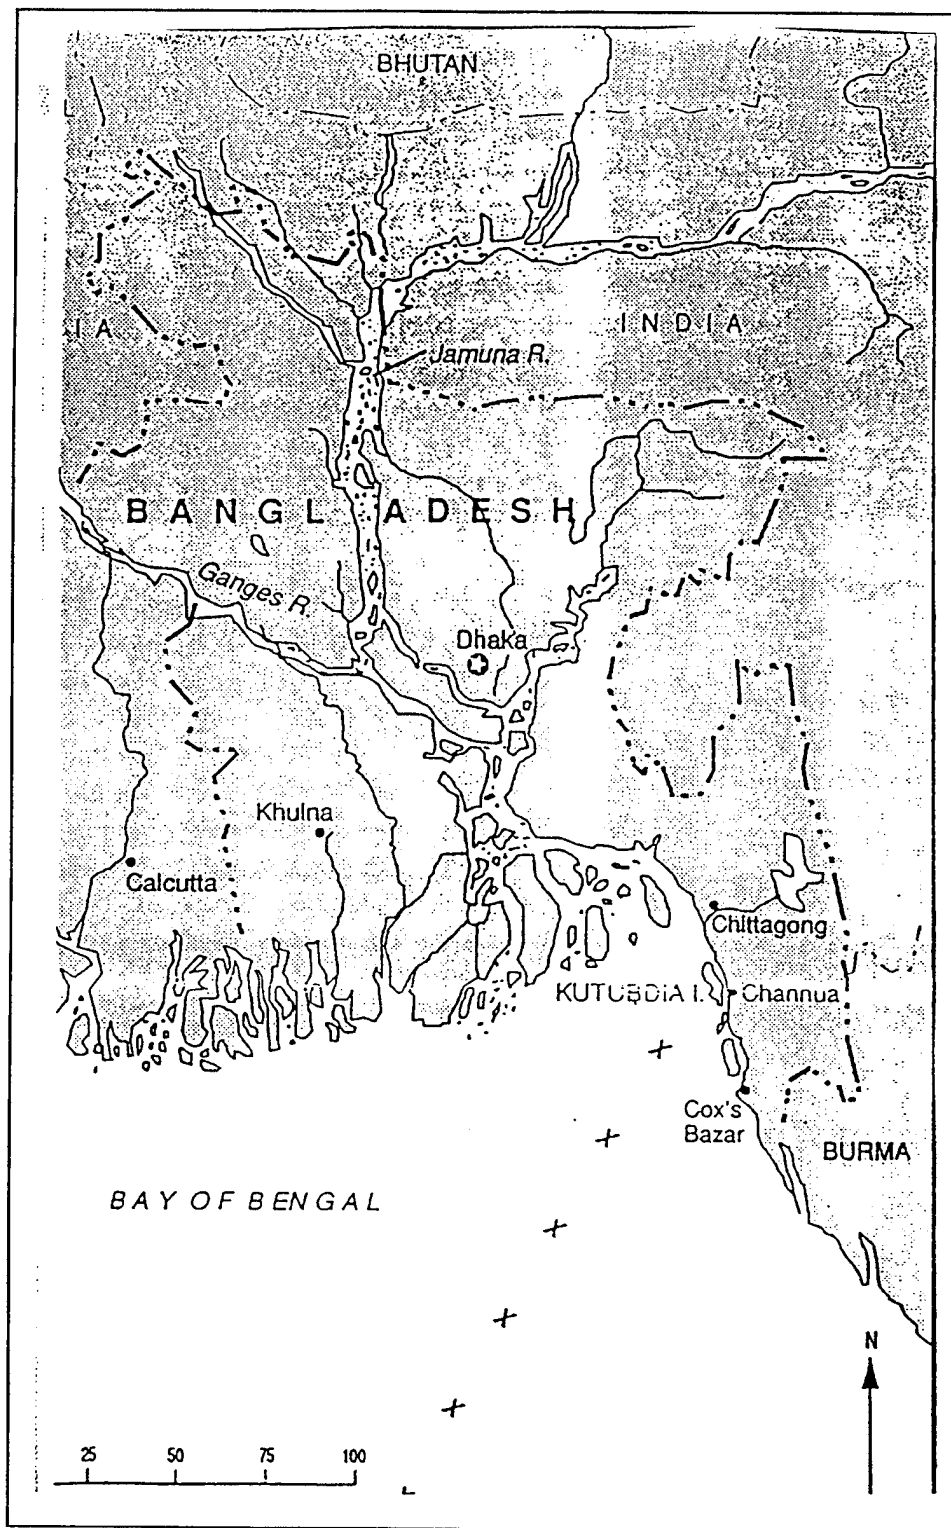 BHUTAN
I A
INDIA
Jamuna R.
BANGLADESH
Ganges R.
Dhaka
Khulna
Calcutta
Chittagong
KUTUBDIA I.
Channua
Cox's
Bazar
BURMA
BAY OF BENGAL
N
25 50 75 100